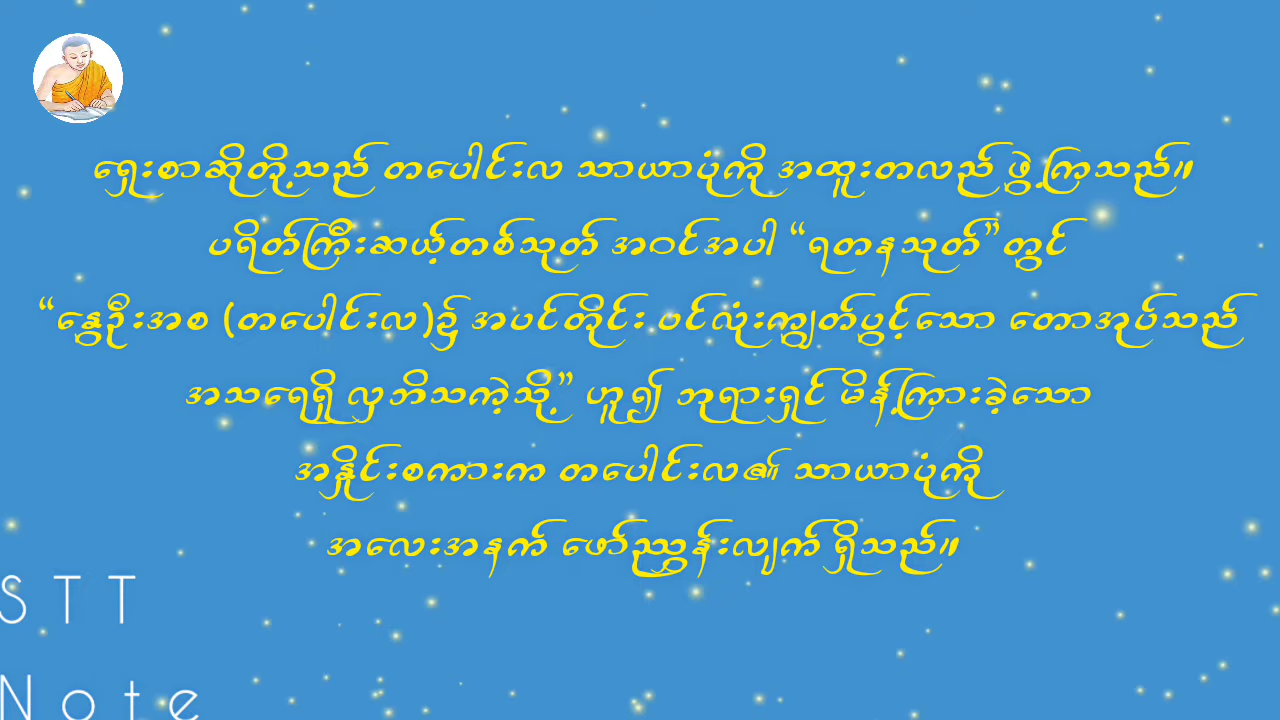 ရှေးစာဆိုတို့သည် တပေါင်းလ သာယာပုံကို အထူးတလည် ဖွဲ့ကြသည်။
ပရိတ်ကြီးဆယ့်တစ်သုတ် အဝင်အပါ “ရတနသုတ်”တွင်
“နွေဦးအစ (တပေါင်းလ)၌ အပင်တိုင်း ပင်လုံးကျွတ်ပွင့်သော တောအုပ်သည်
အသရေရှိ လှဘိသကဲ့သို့” ဟူ၍ ဘုရားရှင် မိန့်ကြားခဲ့သော
အနှိုင်းစကားက တပေါင်းလ၏ သာယာပုံကို
အလေးအနက် ဖော်ညွှန်းလျက် ရှိသည်။
STT
Note